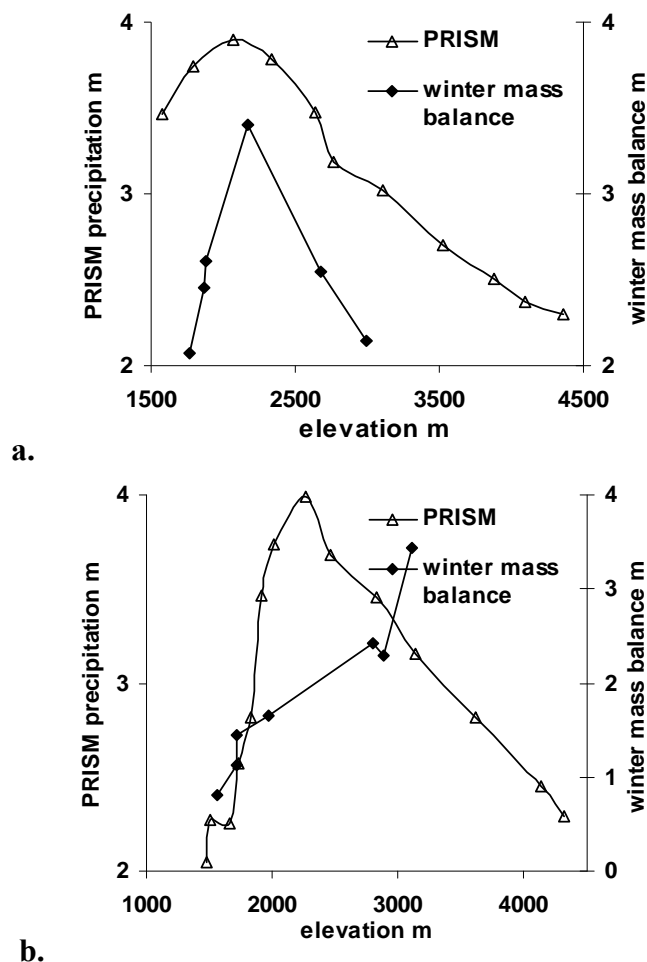 4
3
2
PRISM precipitation m
PRISM
winter mass
balance
4
3
2
winter mass balance m
1500 2500 3500 4500
elevation m
a.
4
3
2
PRISM precipitation m
PRISM
winter mass
balance
4
3
2
1
0
winter mass balance m
1000 2000 3000 4000
elevation m
b.